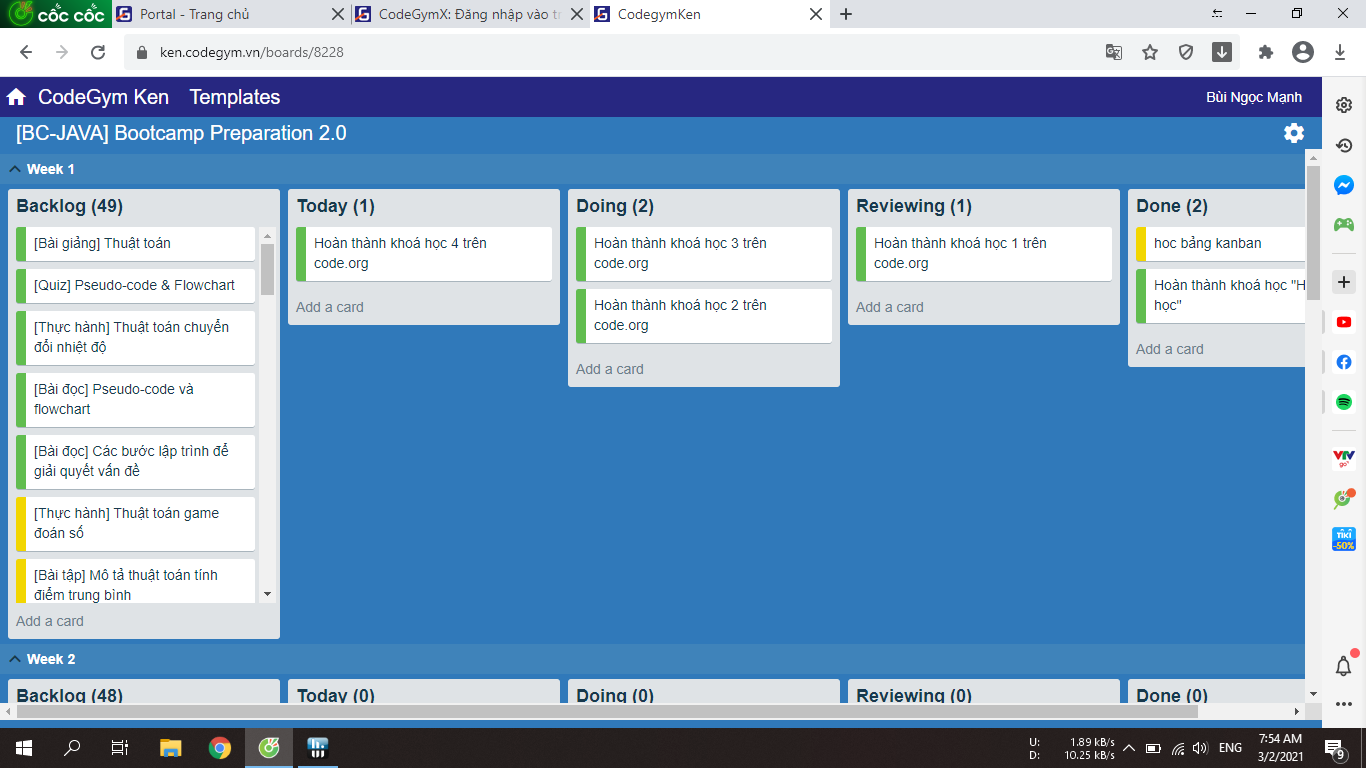 cốc cốc
Portal - Trang chủ
CodeGymX: Đăng nhập vào tr
CodegymKen
ken.codegym.vn/boards/8228
CodeGym Ken
Templates
Bùi Ngọc Mạnh
[BC-JAVA] Bootcamp Preparation 2.0
Week 1
Backlog (49)
[Bài giảng] Thuật toán
[Quiz] Pseudo-code & Flowchart
[Thực hành] Thuật toán chuyển
đổi nhiệt độ
[Bài đọc] Pseudo-code và
flowchart
[Bài đọc] Các bước lập trình để
giải quyết vấn đề
[Thực hành] Thuật toán game
đoán số
[Bài tập] Mô tả thuật toán tính
điểm trung bình
Add a card
Today (1)
Hoàn thành khoá học 4 trên
code.org
Add a card
Doing (2)
Hoàn thành khoá học 3 trên
code.org
Hoàn thành khoá học 2 trên
code.org
Add a card
Reviewing (1)
Hoàn thành khoá học 1 trên
code.org
Add a card
Done (2)
hoc bảng kanban
Hoàn thành khoá học "H
học"
Add a card
Week 2
Backlog (48)
Today (0)
Doing (0)
Reviewing (0)
Done (0)
VTV
go
TIKI
-50%
U: 1.89 kB/s
D: 10.25 kB/s
ENG
7:54 AM
3/2/2021
9